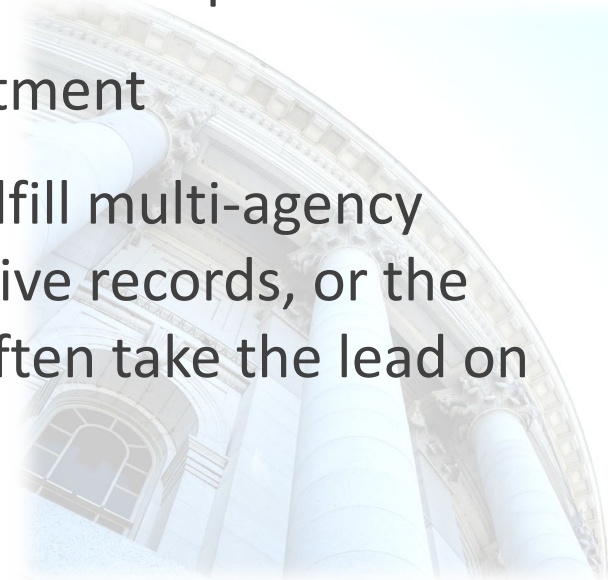 tment
lfill multi-agency
ive records, or the
ften take the lead on